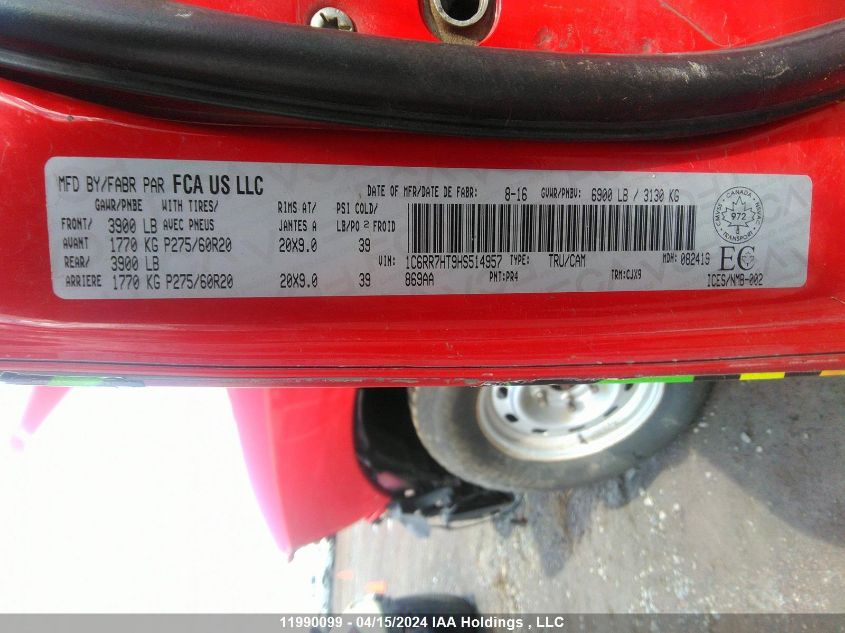 MFD BY/FABR PAR FCA US LLC DATE OF MFR/DATE DE FABR: 8-16 GVWR/PNBV: 6900 LB / 3130 KG
GAWR/PNBE WITH TIRES/ RIMS AT/ PSI COLD/
FRONT/ 3900 LB AVEC PNEUS JANTES A LB/PO² FROID
AVANT 1770 KG P275/60R20 20X9.0 39
REAR/ 3900 LB
ARRIERE 1770 KG P275/60R20 20X9.0 39
VIN: 1C6RR7HT9HS514957 TYPE: TRU/CAM MDH: 082419
869AA PNT:PR4 TRM:CJX9
CANADA
972
TRANSPORT
EC
ICES/NMB-002
11990099 - 04/15/2024 IAA Holdings , LLC